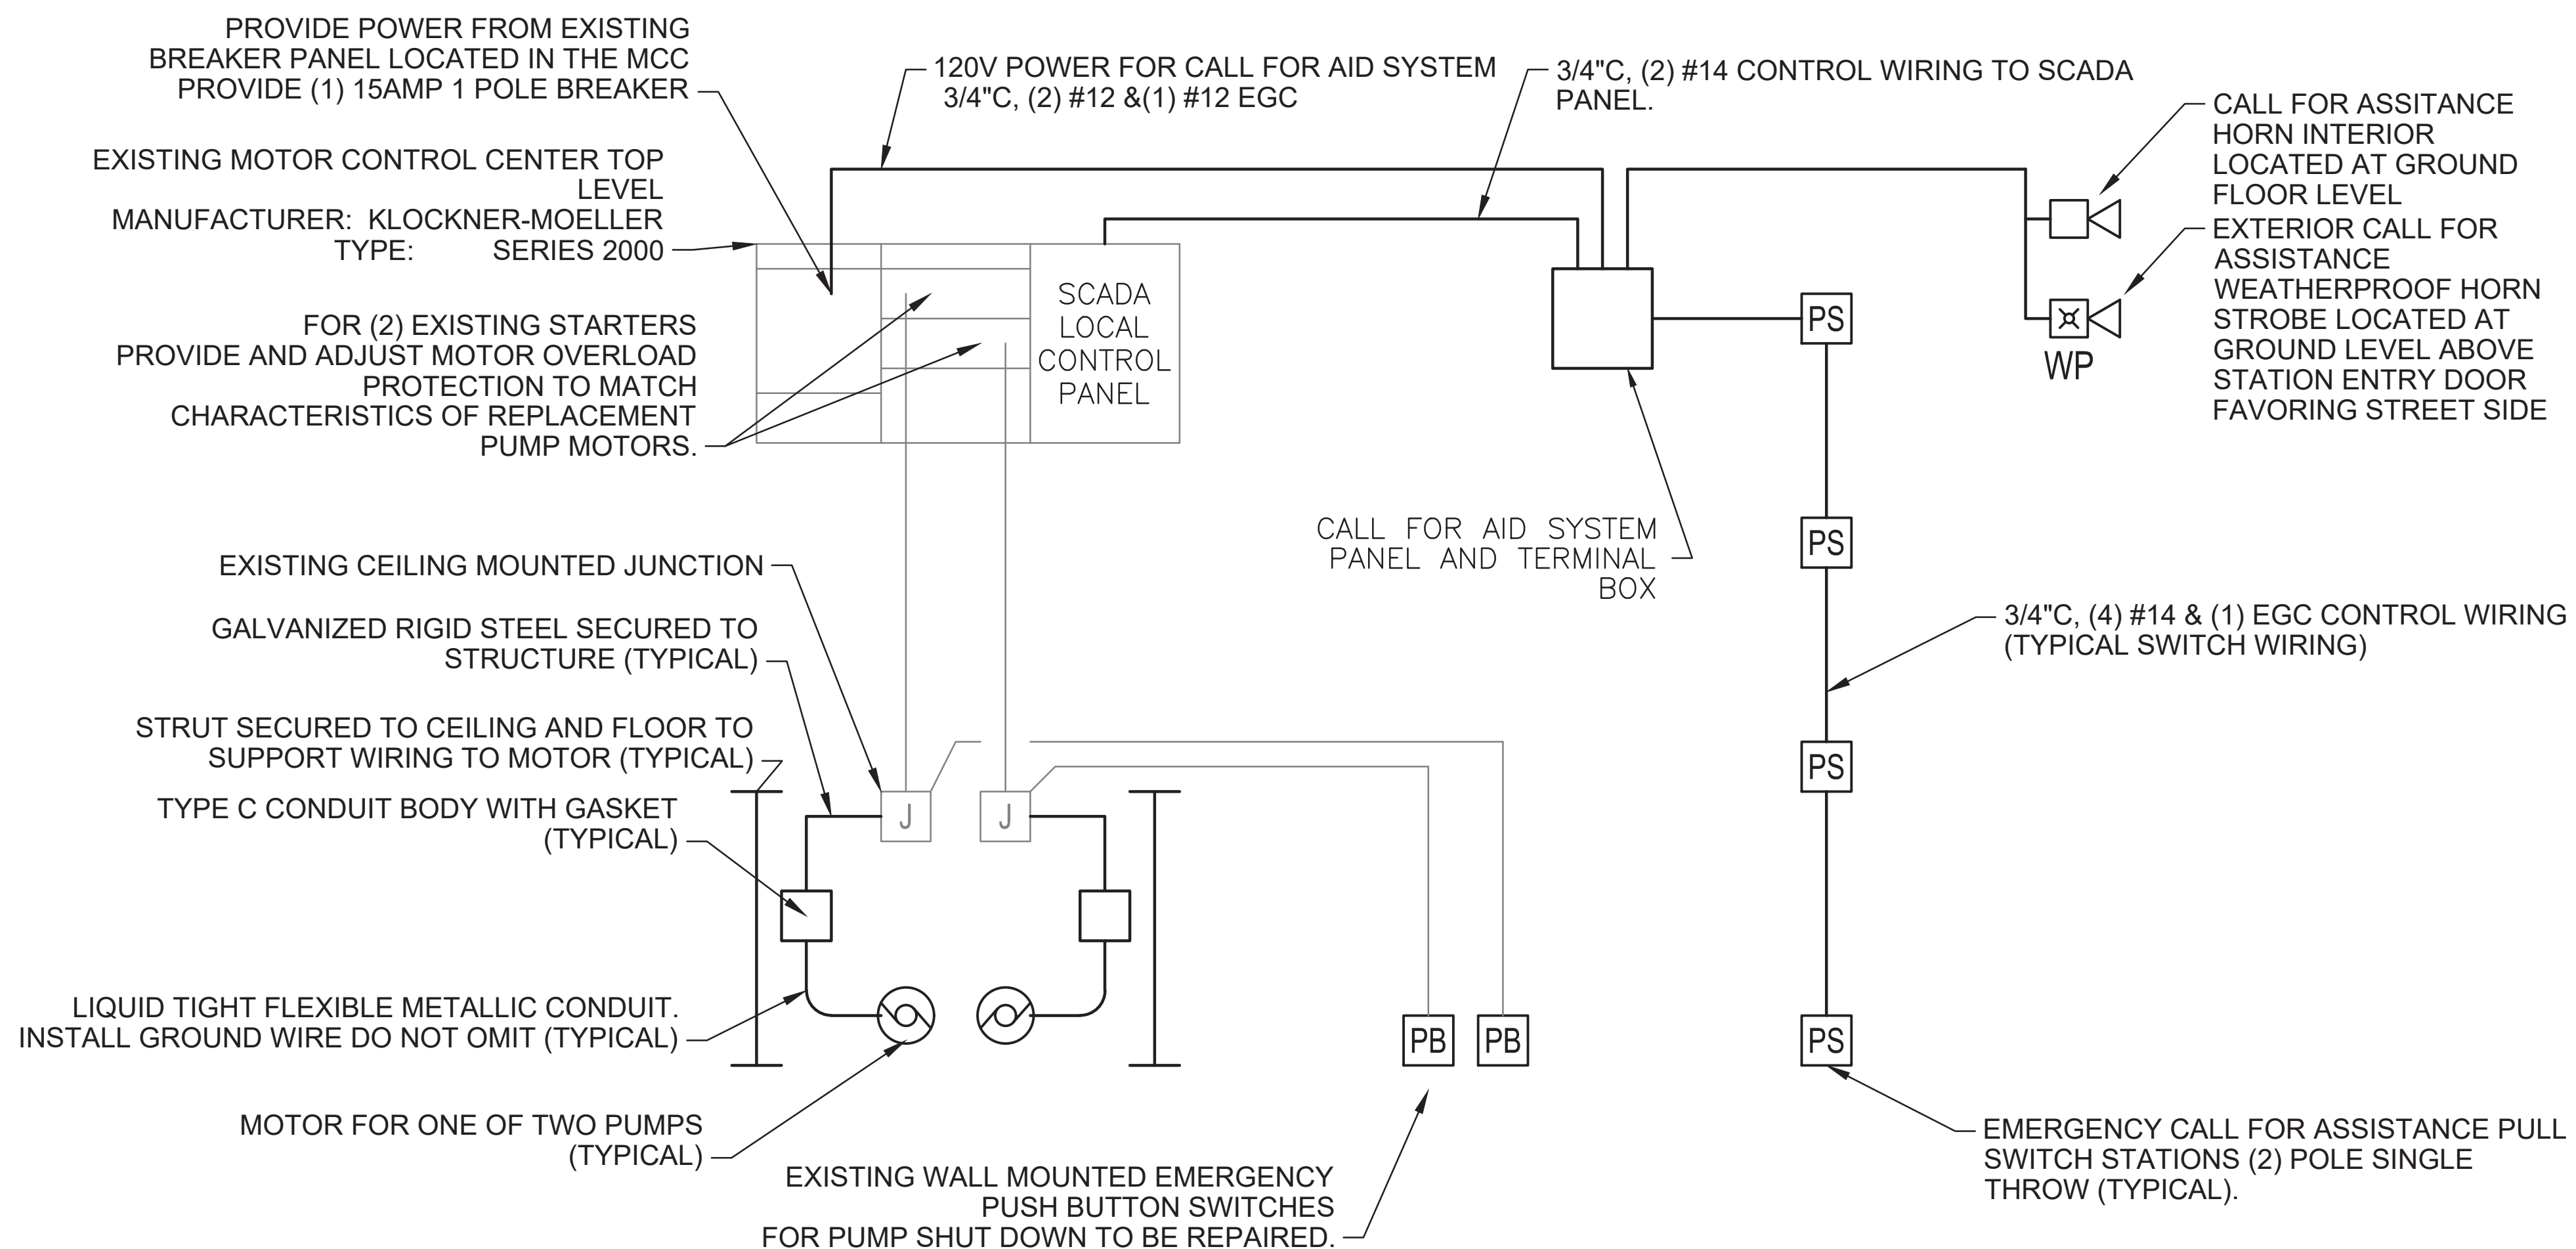 PROVIDE POWER FROM EXISTING
BREAKER PANEL LOCATED IN THE MCC
PROVIDE (1) 15AMP 1 POLE BREAKER
120V POWER FOR CALL FOR AID SYSTEM
3/4"C, (2) #12 &(1) #12 EGC
3/4"C, (2) #14 CONTROL WIRING TO SCADA
PANEL.
CALL FOR ASSITANCE
HORN INTERIOR
LOCATED AT GROUND
FLOOR LEVEL
EXISTING MOTOR CONTROL CENTER TOP
LEVEL
MANUFACTURER: KLOCKNER-MOELLER
TYPE: SERIES 2000
EXTERIOR CALL FOR
ASSISTANCE
WEATHERPROOF HORN
STROBE LOCATED AT
GROUND LEVEL ABOVE
STATION ENTRY DOOR
FAVORING STREET SIDE
SCADA
LOCAL
CONTROL
PANEL
FOR (2) EXISTING STARTERS
PROVIDE AND ADJUST MOTOR OVERLOAD
PROTECTION TO MATCH
CHARACTERISTICS OF REPLACEMENT
PUMP MOTORS.
PS
WP
CALL FOR AID SYSTEM
PANEL AND TERMINAL
BOX
PS
EXISTING CEILING MOUNTED JUNCTION
GALVANIZED RIGID STEEL SECURED TO
STRUCTURE (TYPICAL)
3/4"C, (4) #14 & (1) EGC CONTROL WIRING
(TYPICAL SWITCH WIRING)
STRUT SECURED TO CEILING AND FLOOR TO
SUPPORT WIRING TO MOTOR (TYPICAL)
PS
TYPE C CONDUIT BODY WITH GASKET
(TYPICAL)
J
J
LIQUID TIGHT FLEXIBLE METALLIC CONDUIT.
INSTALL GROUND WIRE DO NOT OMIT (TYPICAL)
PB
PB
PS
MOTOR FOR ONE OF TWO PUMPS
(TYPICAL)
EXISTING WALL MOUNTED EMERGENCY
PUSH BUTTON SWITCHES
FOR PUMP SHUT DOWN TO BE REPAIRED.
EMERGENCY CALL FOR ASSISTANCE PULL
SWITCH STATIONS (2) POLE SINGLE
THROW (TYPICAL).